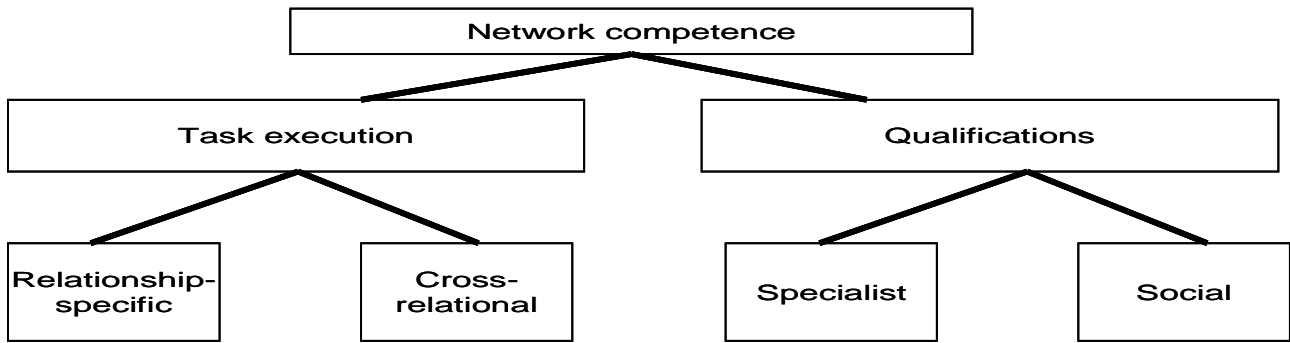 Network competence
Task execution
Qualifications
Relationship-
specific
Cross-
relational
Specialist
Social